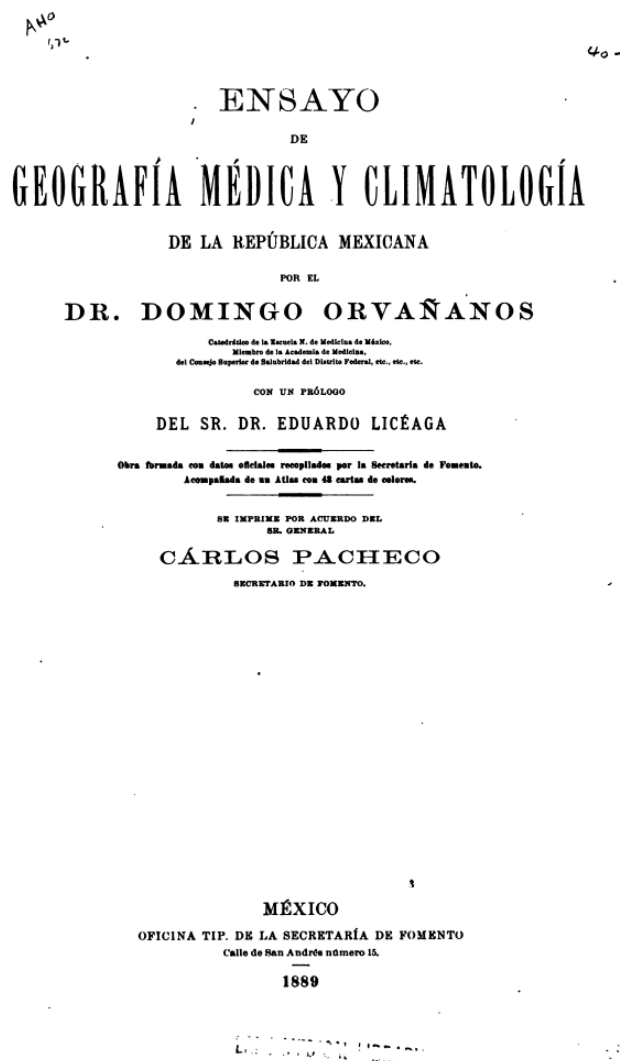 40-
ENSAYO
DE
GEOGRAFÍA MÉDICA Y CLIMATOLOGÍA
DE LA REPÚBLICA MEXICANA
POR EL
DR. DOMINGO ORVAÑANOS
Catedrático de la Escuela N. de Medicina de México,
Miembro de la Academia de Medicina,
del Consejo Superior de Salubridad del Distrito Federal, etc., etc., etc.
CON UN PRÓLOGO
DEL SR. DR. EDUARDO LICÉAGA
Obra formada con datos oficiales recopilados por la Secretaría de Fomento.
Acompañada de un Atlas con 48 cartas de colores.
SE IMPRIME POR ACUERDO DEL
SR. GENERAL
CÁRLOS PACHECO
SECRETARIO DE FOMENTO.
MÉXICO
OFICINA TIP. DE LA SECRETARÍA DE FOMENTO
Calle de San Andrés número 15.
1889